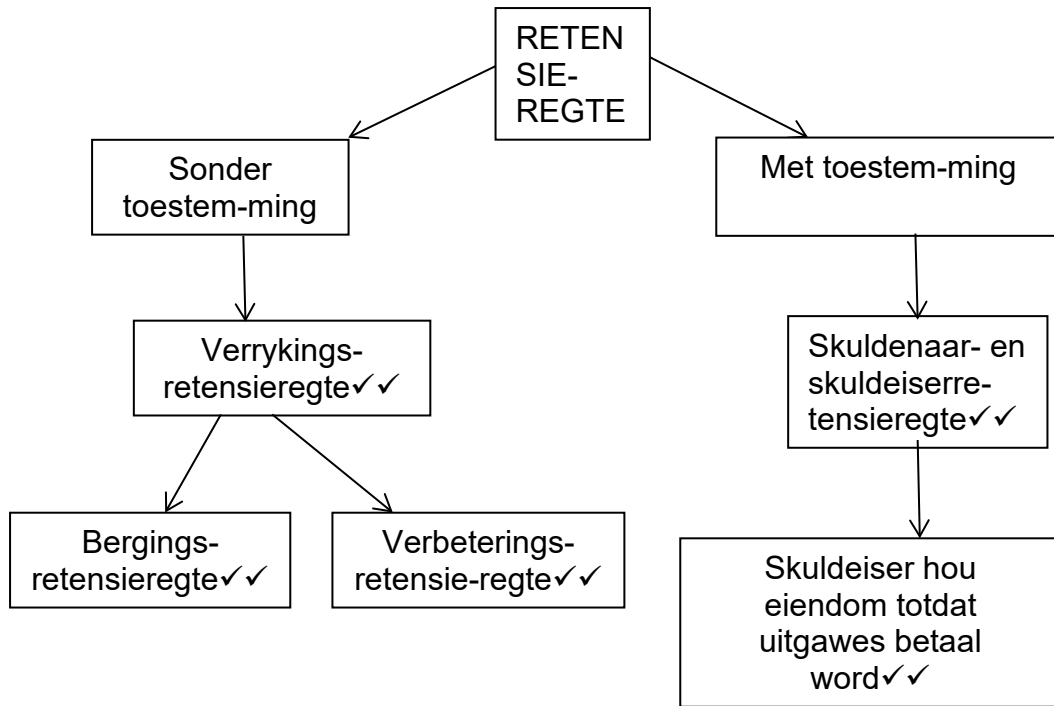 RETEN
SIE-
REGTE
Sonder
toestem-ming
Met toestem-ming
Verrykings-
retensieregte✓✓
Skuldenaar- en
skuldeiserre-
tensieregte✓✓
Bergings-
retensieregte✓✓
Verbeterings-
retensie-regte✓✓
Skuldeiser hou
eiendom totdat
uitgawes betaal
word✓✓